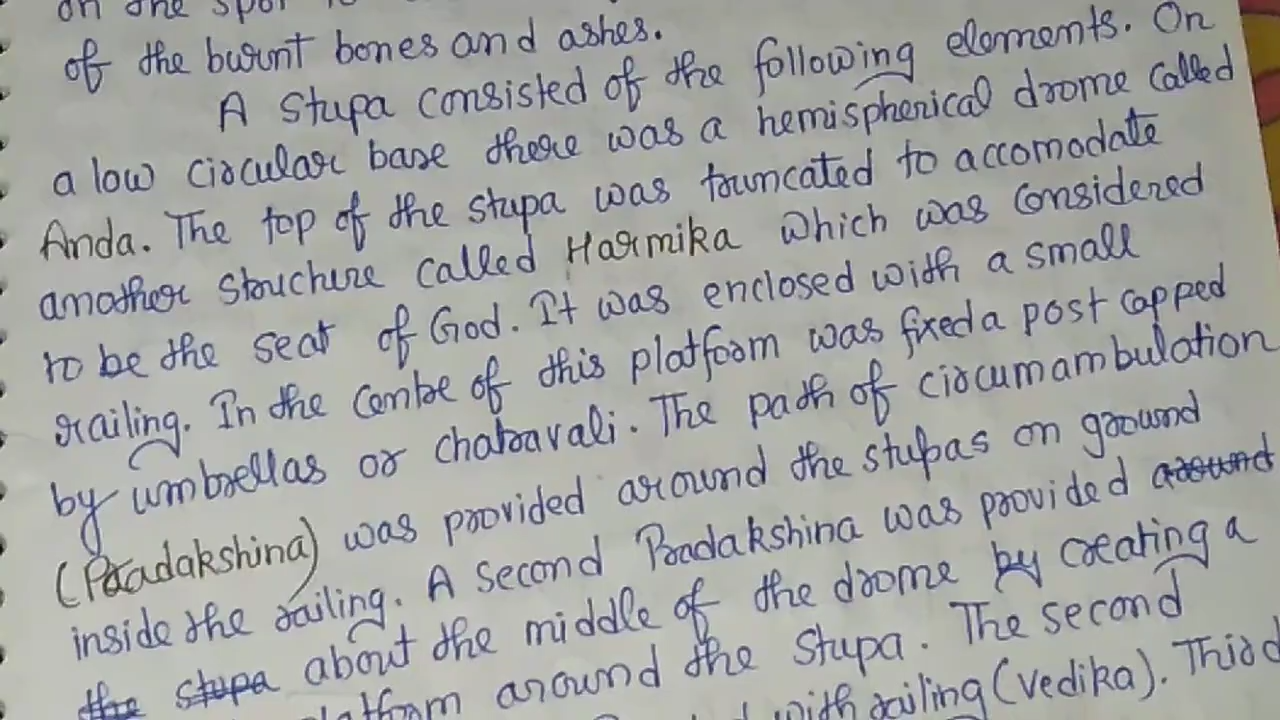 on the spot
of the burnt bones and ashes.
A Stupa consisted of the following elements. On
a low circular base there was a hemispherical drome called
Anda. The top of the stupa was truncated to accomodate
another structure called Harmika which was considered
to be the seat of God. It was enclosed with a small
railing. In the centre of this platform was fixed a post capped
by umbrellas or chatravali. The path of circumambulation
(Pradakshina) was provided around the stupas on ground
inside the railing. A second Pradakshina was provided around
the stupa about the middle of the drome by creating a
platform around the Stupa. The second
with railing (vedika). Third